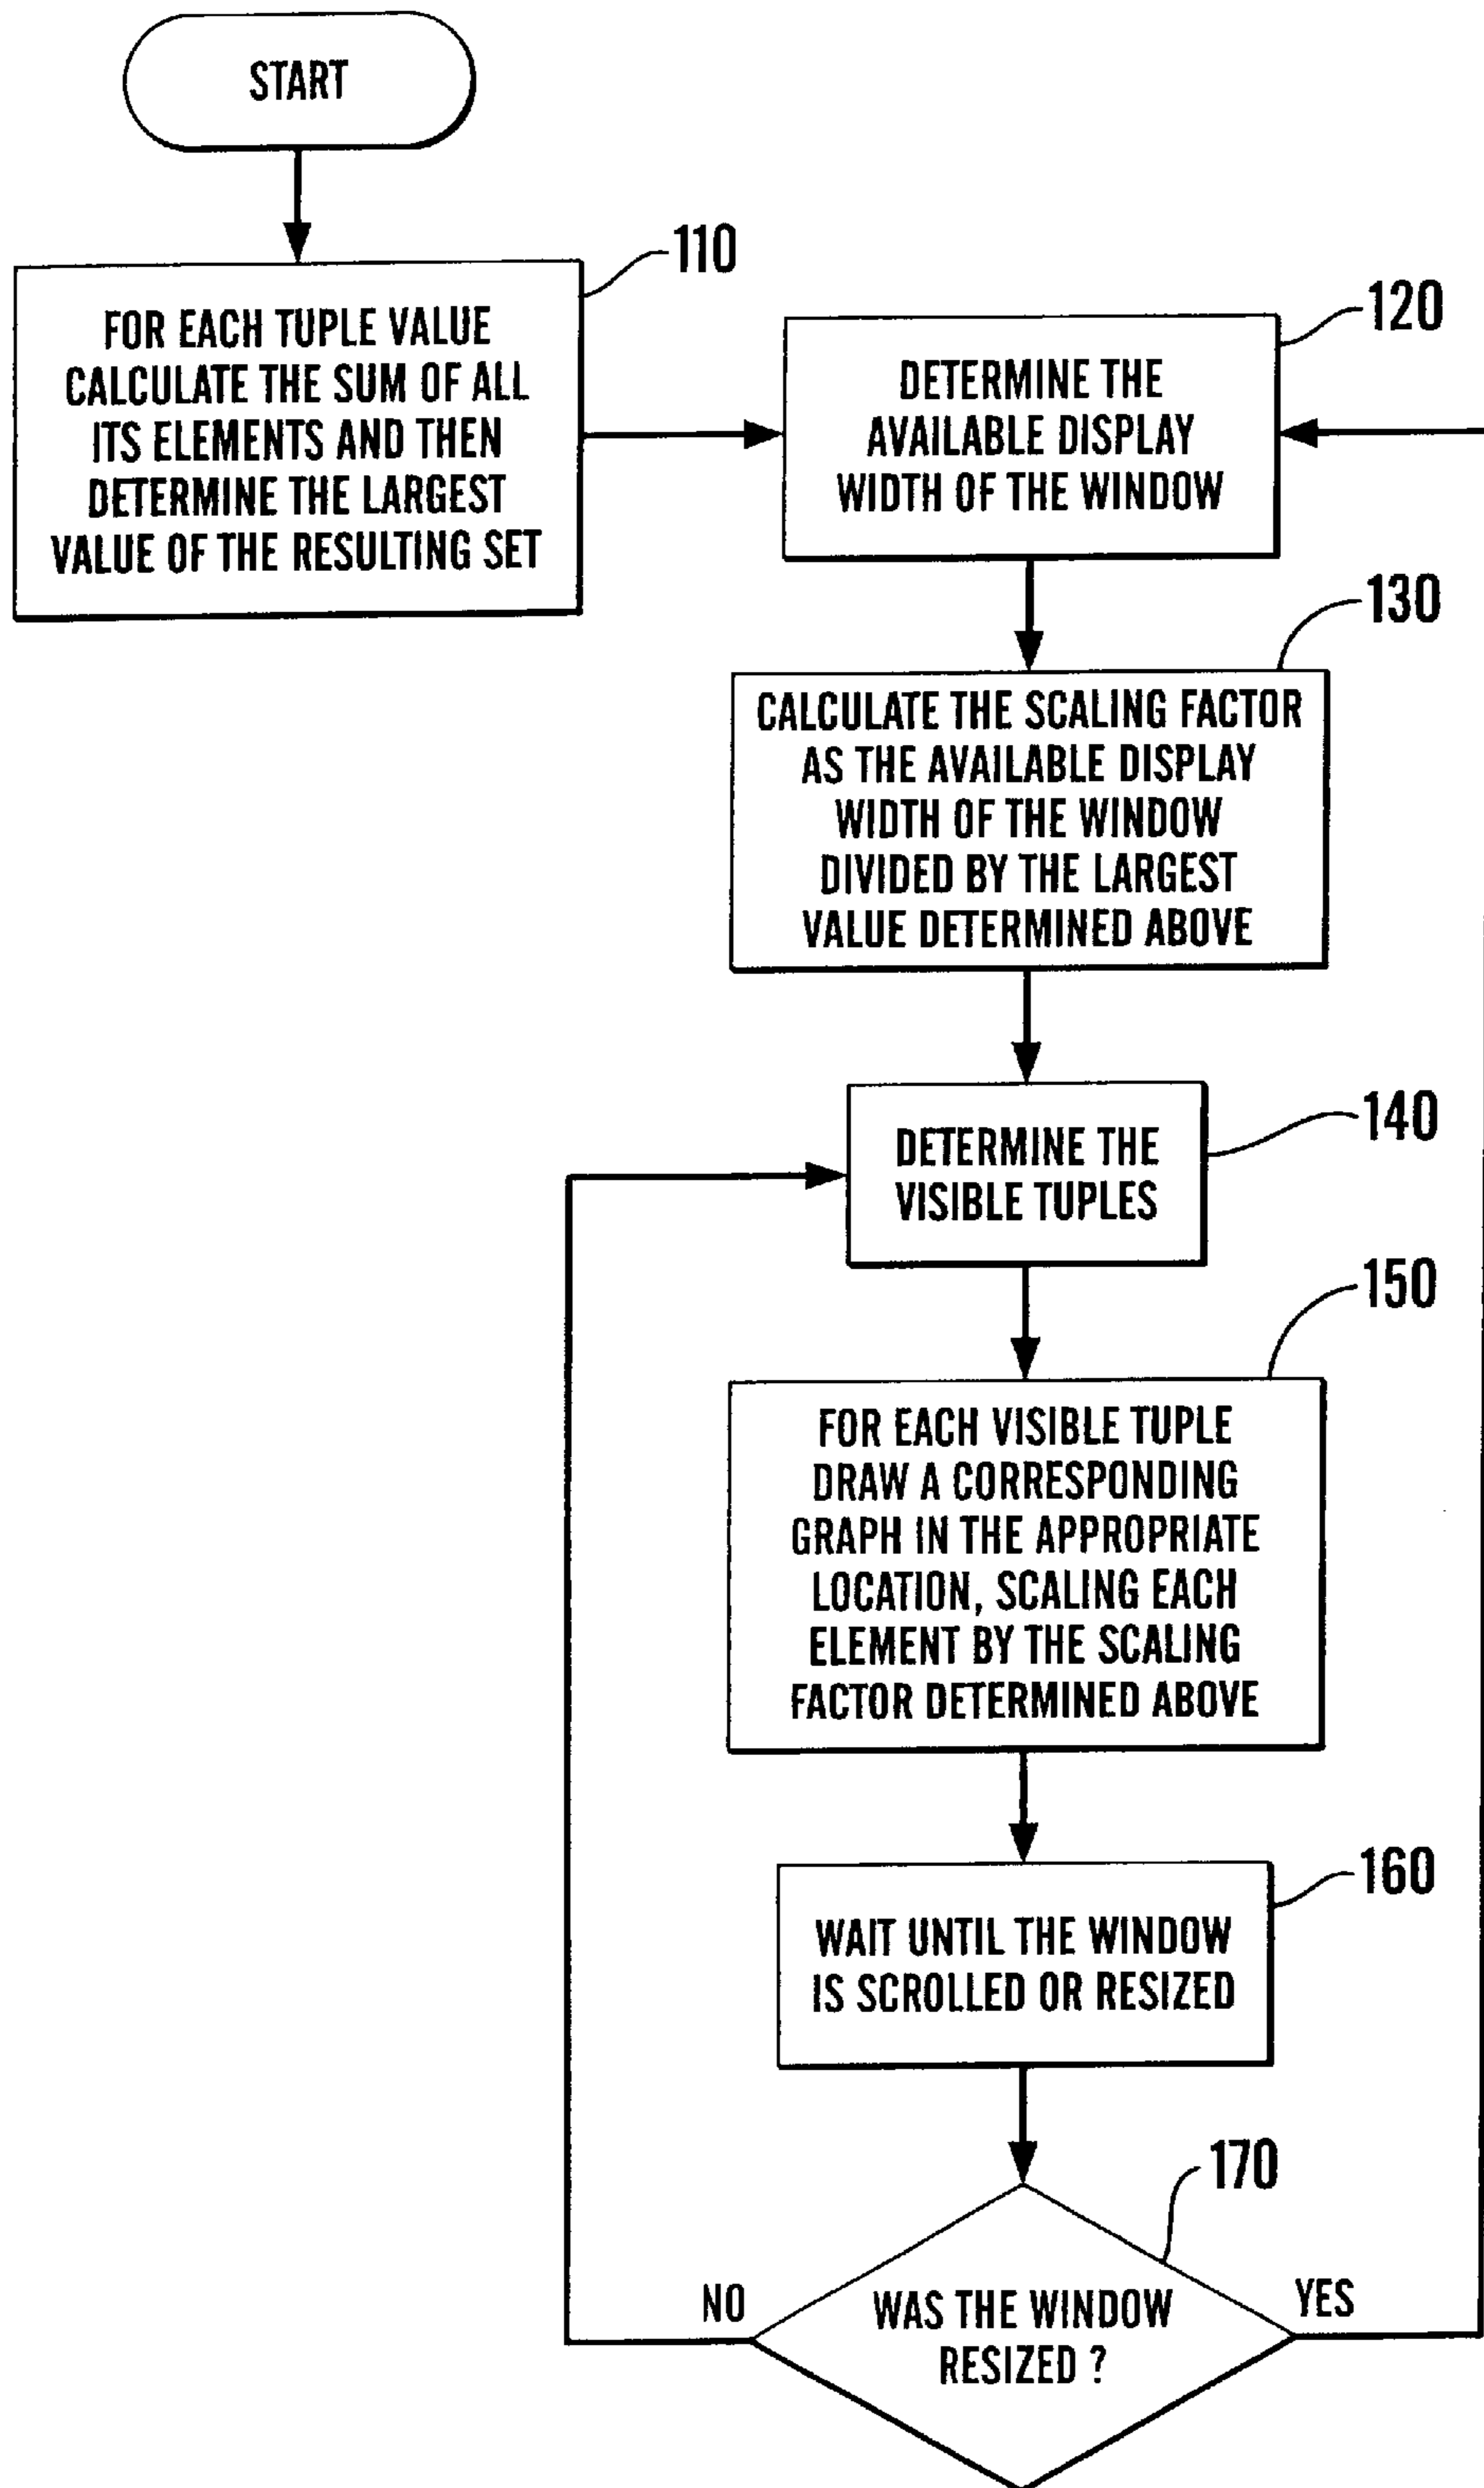 START
110
FOR EACH TUPLE VALUE
CALCULATE THE SUM OF ALL
ITS ELEMENTS AND THEN
DETERMINE THE LARGEST
VALUE OF THE RESULTING SET
120
DETERMINE THE
AVAILABLE DISPLAY
WIDTH OF THE WINDOW
130
CALCULATE THE SCALING FACTOR
AS THE AVAILABLE DISPLAY
WIDTH OF THE WINDOW
DIVIDED BY THE LARGEST
VALUE DETERMINED ABOVE
140
DETERMINE THE
VISIBLE TUPLES
150
FOR EACH VISIBLE TUPLE
DRAW A CORRESPONDING
GRAPH IN THE APPROPRIATE
LOCATION, SCALING EACH
ELEMENT BY THE SCALING
FACTOR DETERMINED ABOVE
160
WAIT UNTIL THE WINDOW
IS SCROLLED OR RESIZED
170
NO
WAS THE WINDOW
RESIZED ?
YES